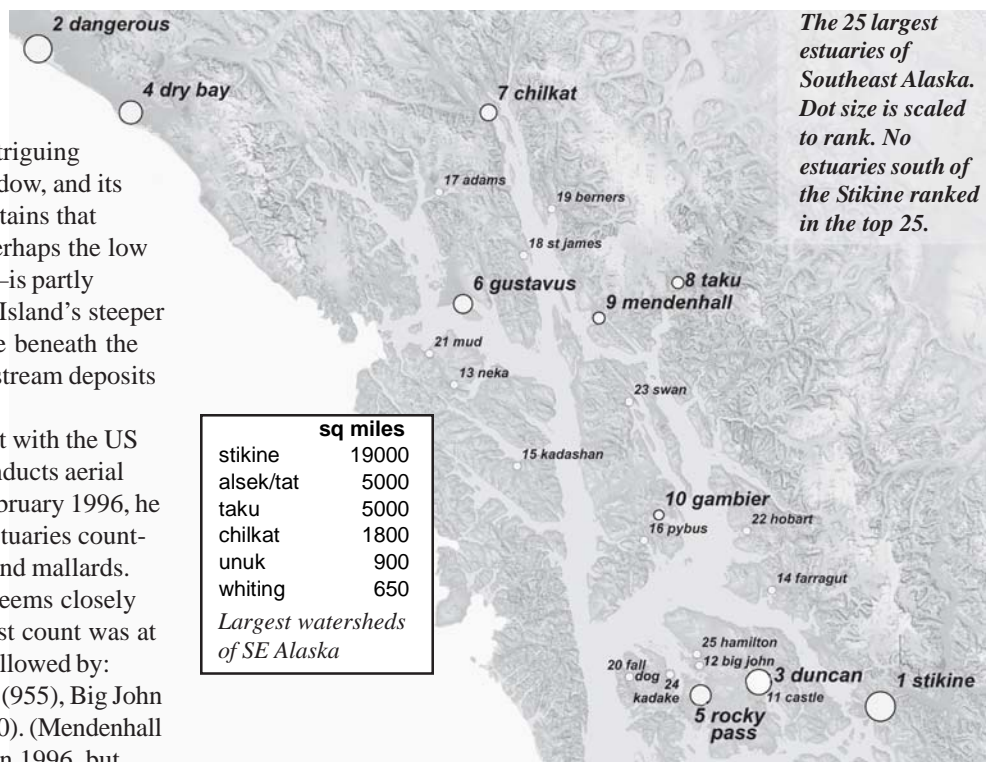 2 dangerous
4 dry bay
7 chilkat
The 25 largest
estuaries of
Southeast Alaska.
Dot size is scaled
to rank. No
estuaries south of
the Stikine ranked
in the top 25.
17 adams
19 berners
18 st james
6 gustavus
8 taku
9 mendenhall
21 mud
13 neka
23 swan
15 kadashan
10 gambier
16 pybus
22 hobart
14 farragut
25 hamilton
12 big john
20 fall
dog
24
kadake
3 duncan
11 castle
5 rocky
pass
1 stikine
triguing
dow, and its
tains that
erhaps the low
–is partly
Island's steeper
e beneath the
stream deposits
t with the US
nducts aerial
bruary 1996, he
tuaries count-
nd mallards.
eems closely
st count was at
llowed by:
(955), Big John
0). (Mendenhall
n 1996, but
sq miles
stikine 19000
alsek/tat 5000
taku 5000
chilkat 1800
unuk 900
whiting 650
Largest watersheds
of SE Alaska